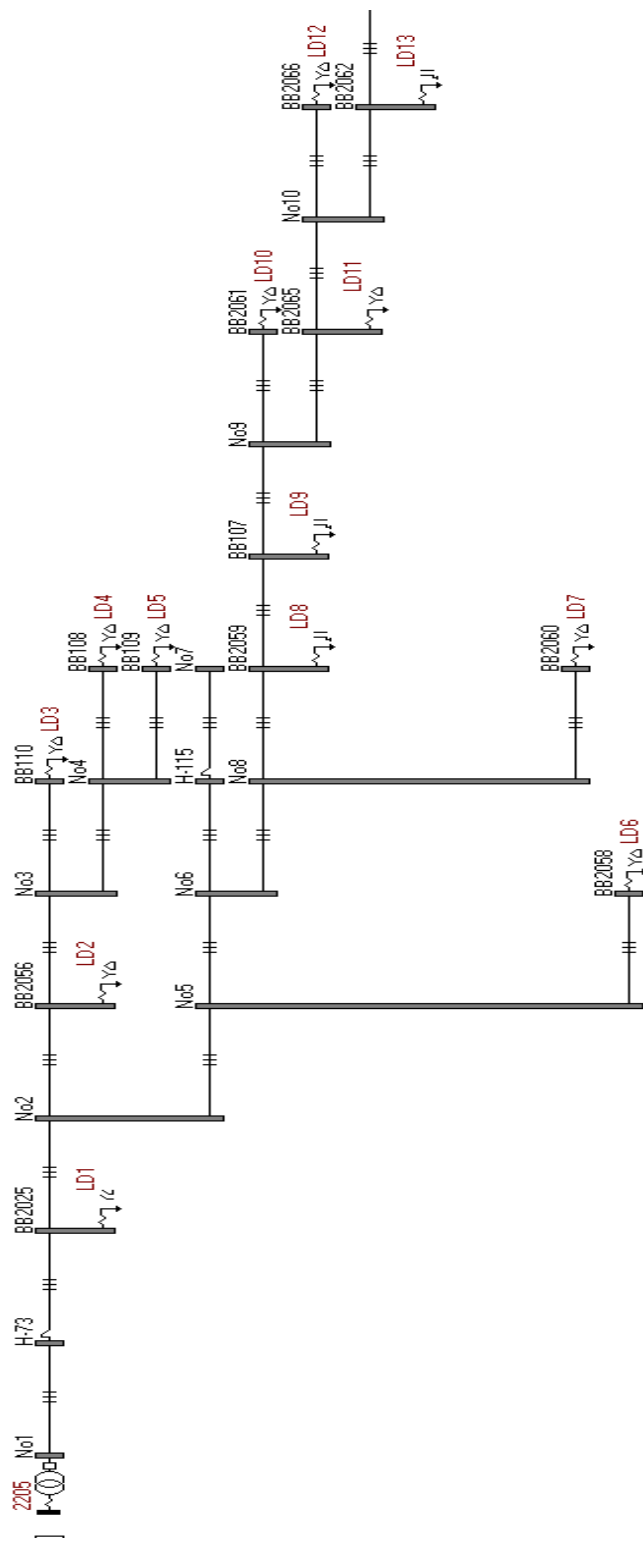 2205
No1
H-73
BB2025
LD1
No2
BB2056
LD2
No3
BB110
LD3
No4
BB108
LD4
BB109
LD5
No5
BB2058
LD6
No6
H-115
No7
No8
BB2060
LD7
BB2059
LD8
BB107
LD9
No9
BB2061
LD10
BB2065
LD11
No10
BB2066
LD12
BB2062
LD13